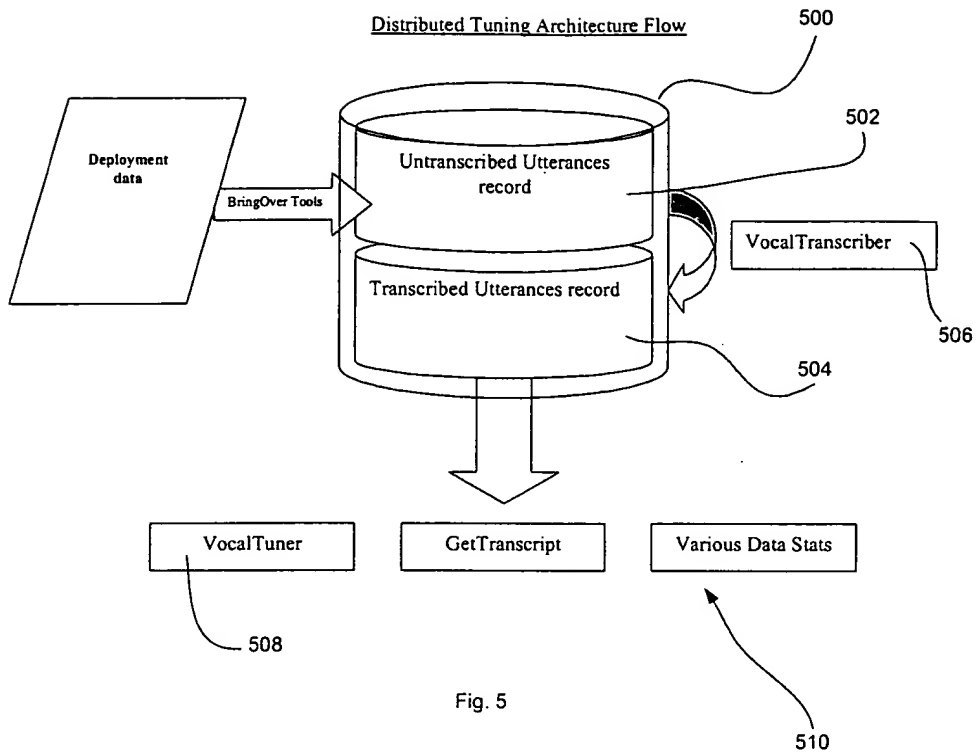 Distributed Tuning Architecture Flow
500
502
Deployment
data
BringOver Tools
Untranscribed Utterances
record
VocalTranscriber
506
Transcribed Utterances record
504
VocalTuner
GetTranscript
Various Data Stats
508
Fig. 5
510